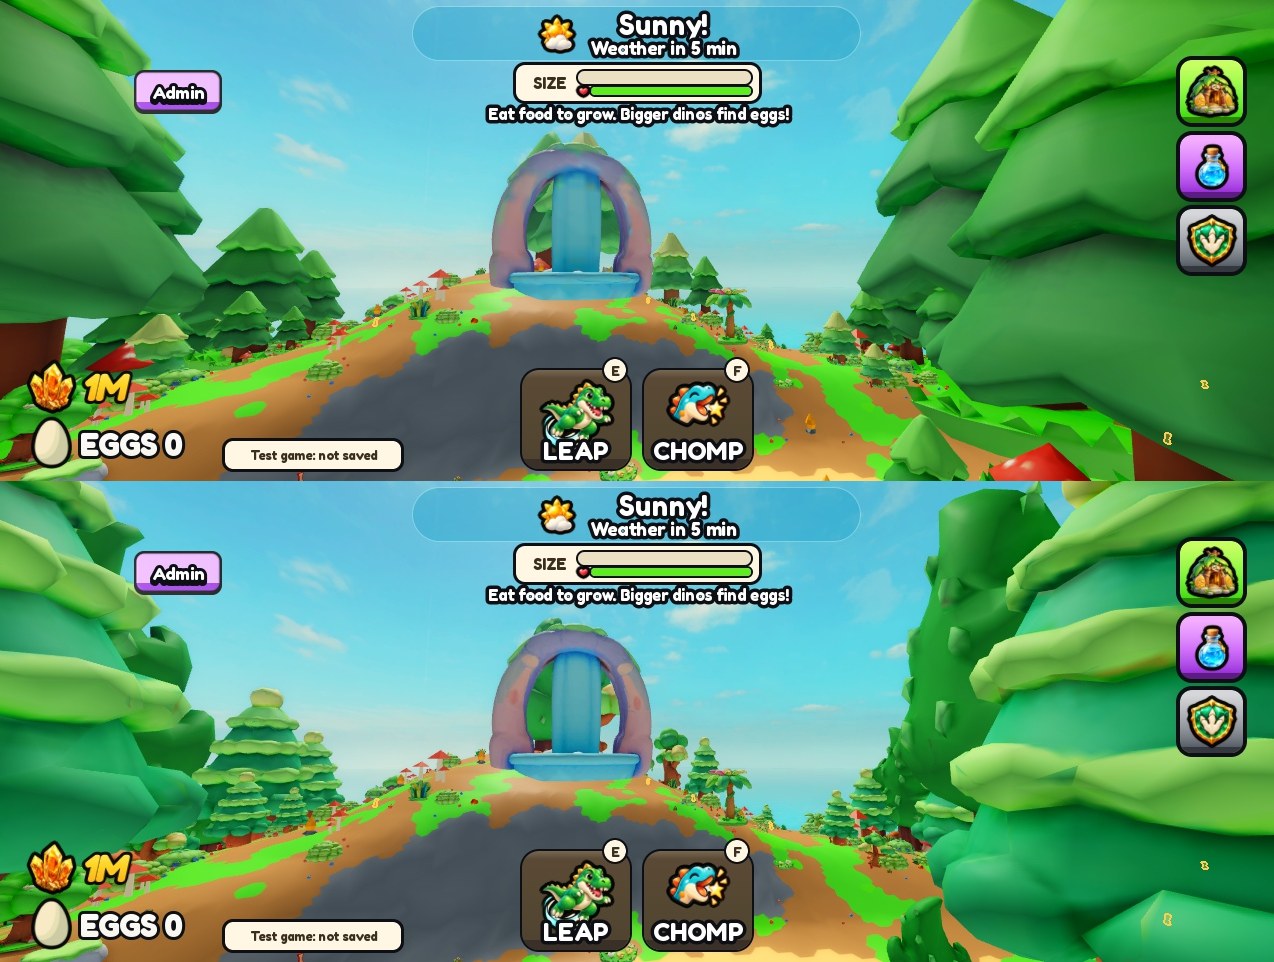 Sunny!
Weather in 5 min
Admin
SIZE
Eat food to grow. Bigger dinos find eggs!
1M
EGGS 0
Test game: not saved
E
LEAP
F
CHOMP
Sunny!
Weather in 5 min
Admin
SIZE
Eat food to grow. Bigger dinos find eggs!
1M
EGGS 0
Test game: not saved
E
LEAP
F
CHOMP